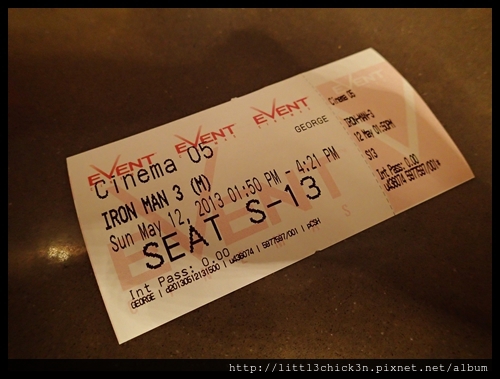 EVENT EVENT EVENT
CINEMAS
GEORGE
Cinema 05
IRON MAN 3 (M)
Sun May 12, 2013 01:50 PM - 4:21 PM
SEAT S-13
Int Pass: 0.00
Cinema 05
IRON-MAN-3
12 May 01:50PM
S13
Int Pass: 0.00
http://littl3chick3n.pixnet.net/album